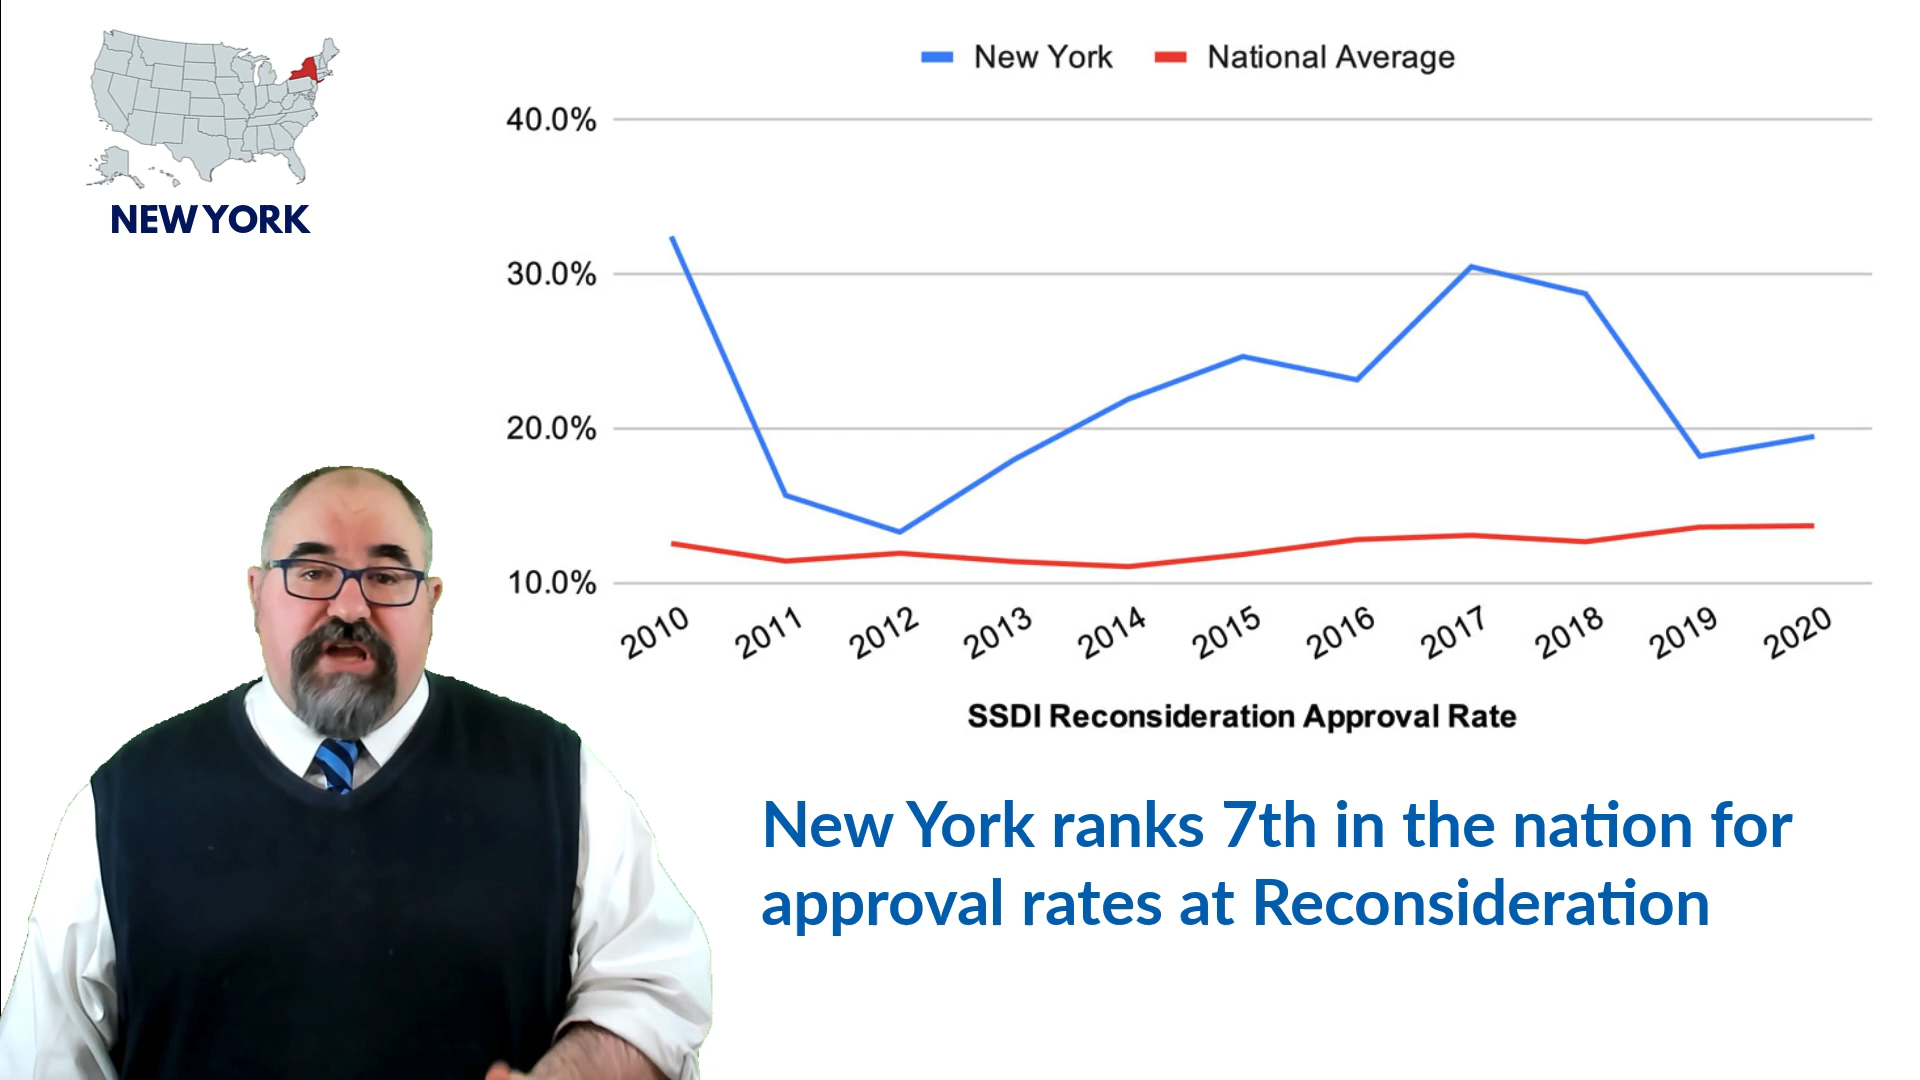 NEW YORK
New York National Average
40.0%
30.0%
20.0%
10.0%
2010 2011 2012 2013 2014 2015 2016 2017 2018 2019 2020
SSDI Reconsideration Approval Rate
New York ranks 7th in the nation for
approval rates at Reconsideration